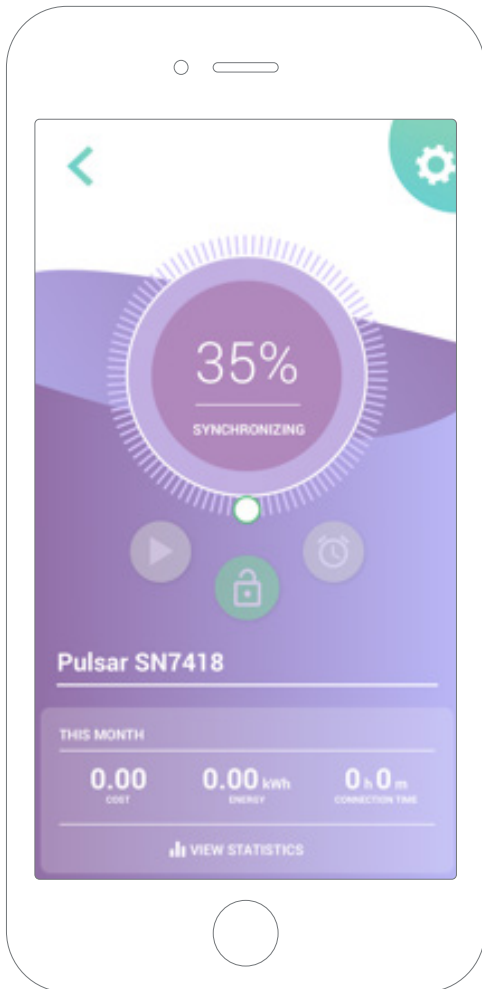 35%
SYNCHRONIZING
Pulsar SN7418
THIS MONTH
0.00 0.00 kWh 0 h 0 m
COST ENERGY CONNECTION TIME
VIEW STATISTICS